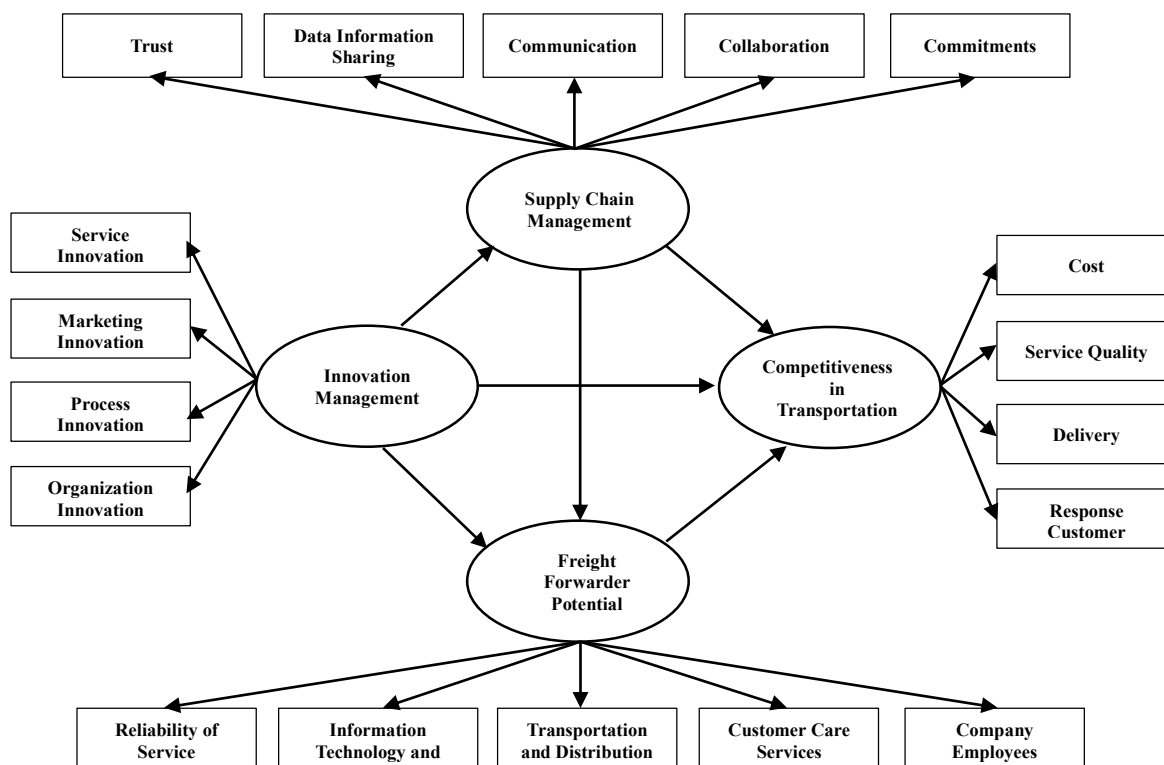 Trust
Data Information
Sharing
Communication
Collaboration
Commitments
Supply Chain
Management
Service
Innovation
Marketing
Innovation
Process
Innovation
Organization
Innovation
Innovation
Management
Competitiveness
in
Transportation
Cost
Service Quality
Delivery
Response
Customer
Freight
Forwarder
Potential
Reliability of
Service
Information
Technology and
Transportation
and Distribution
Customer Care
Services
Company
Employees